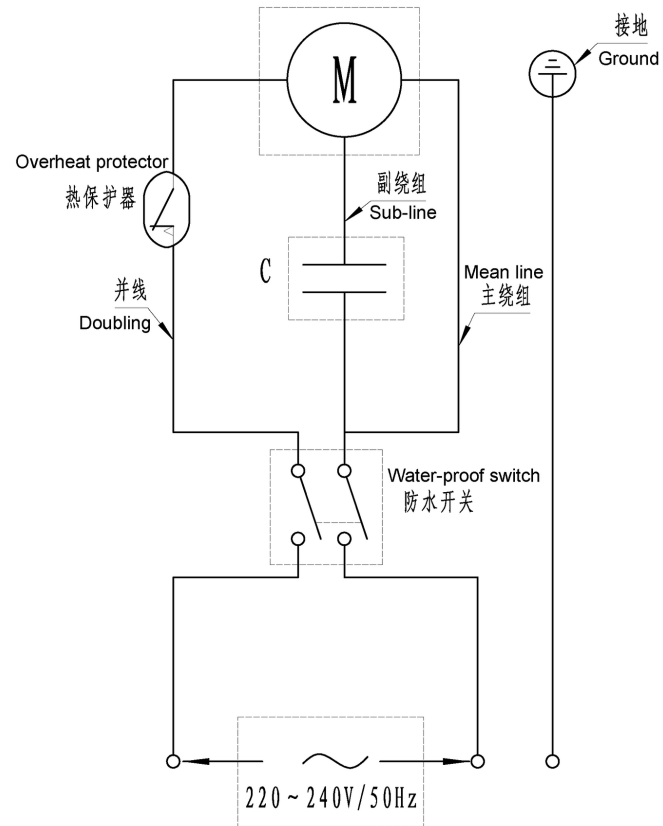 接地
Ground
M
Overheat protector
热保护器
副绕组
Sub-line
C
Mean line
主绕组
并线
Doubling
Water-proof switch
防水开关
220~240V/50Hz